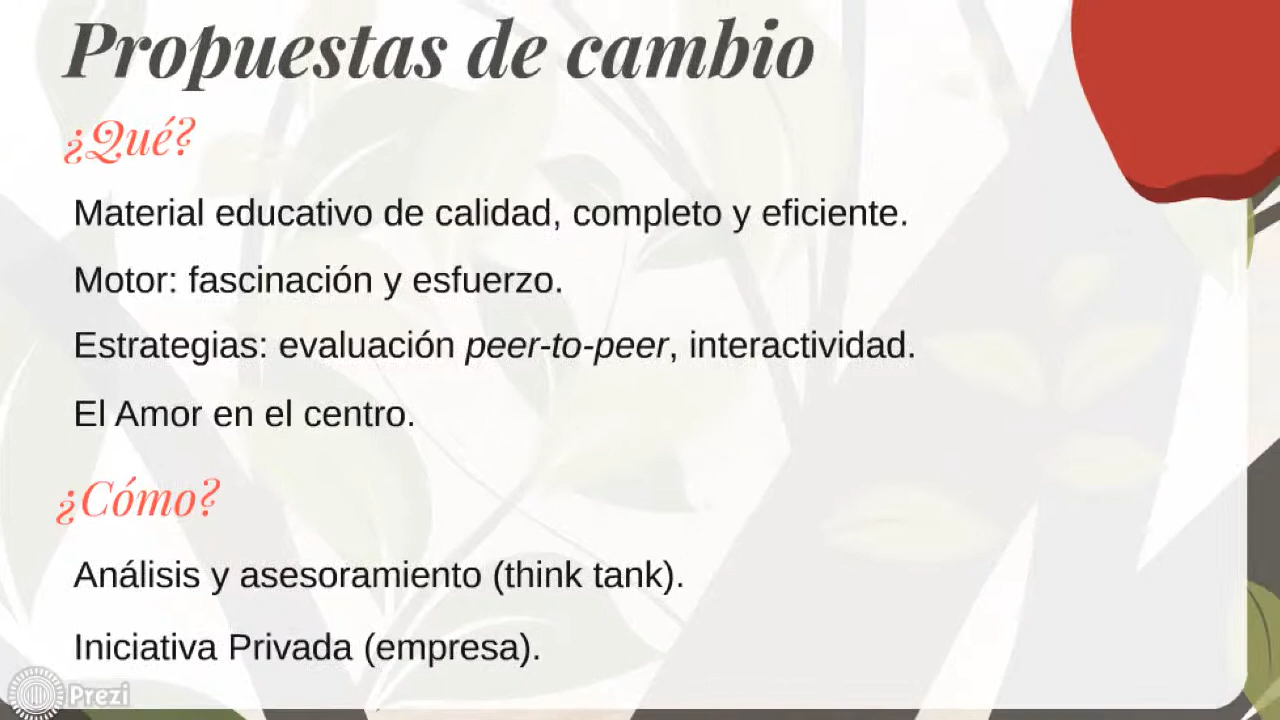 Propuestas de cambio
¿Qué?
Material educativo de calidad, completo y eficiente.
Motor: fascinación y esfuerzo.
Estrategias: evaluación peer-to-peer, interactividad.
El Amor en el centro.
¿Cómo?
Análisis y asesoramiento (think tank).
Iniciativa Privada (empresa).
Prezi